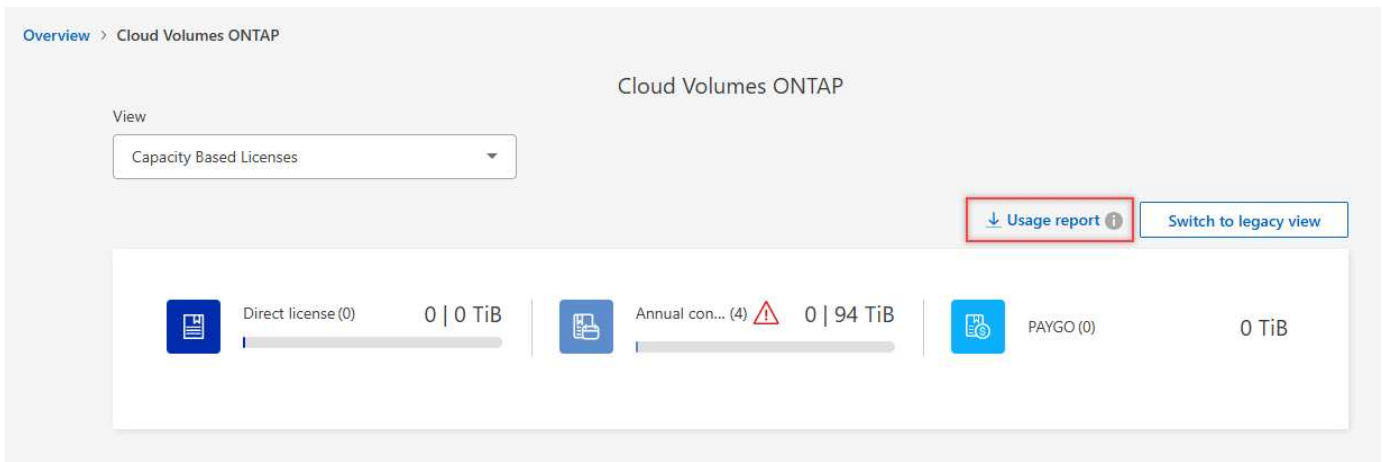 Overview > Cloud Volumes ONTAP
Cloud Volumes ONTAP
View
Capacity Based Licenses
Usage report
Switch to legacy view
Direct license (0) 0 | 0 TiB
Annual con... (4) 0 | 94 TiB
PAYGO (0) 0 TiB